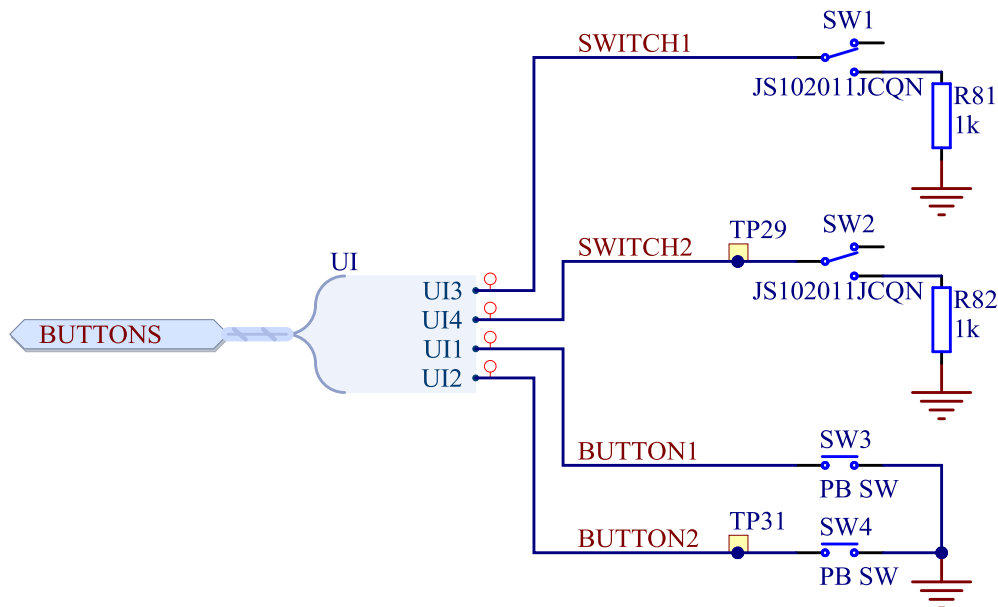 SW1
SWITCH1
JS102011JCQN
R81
1k
SW2
TP29
SWITCH2
JS102011JCQN
R82
1k
UI
UI3
UI4
UI1
UI2
BUTTONS
SW3
BUTTON1
PB SW
TP31
SW4
BUTTON2
PB SW